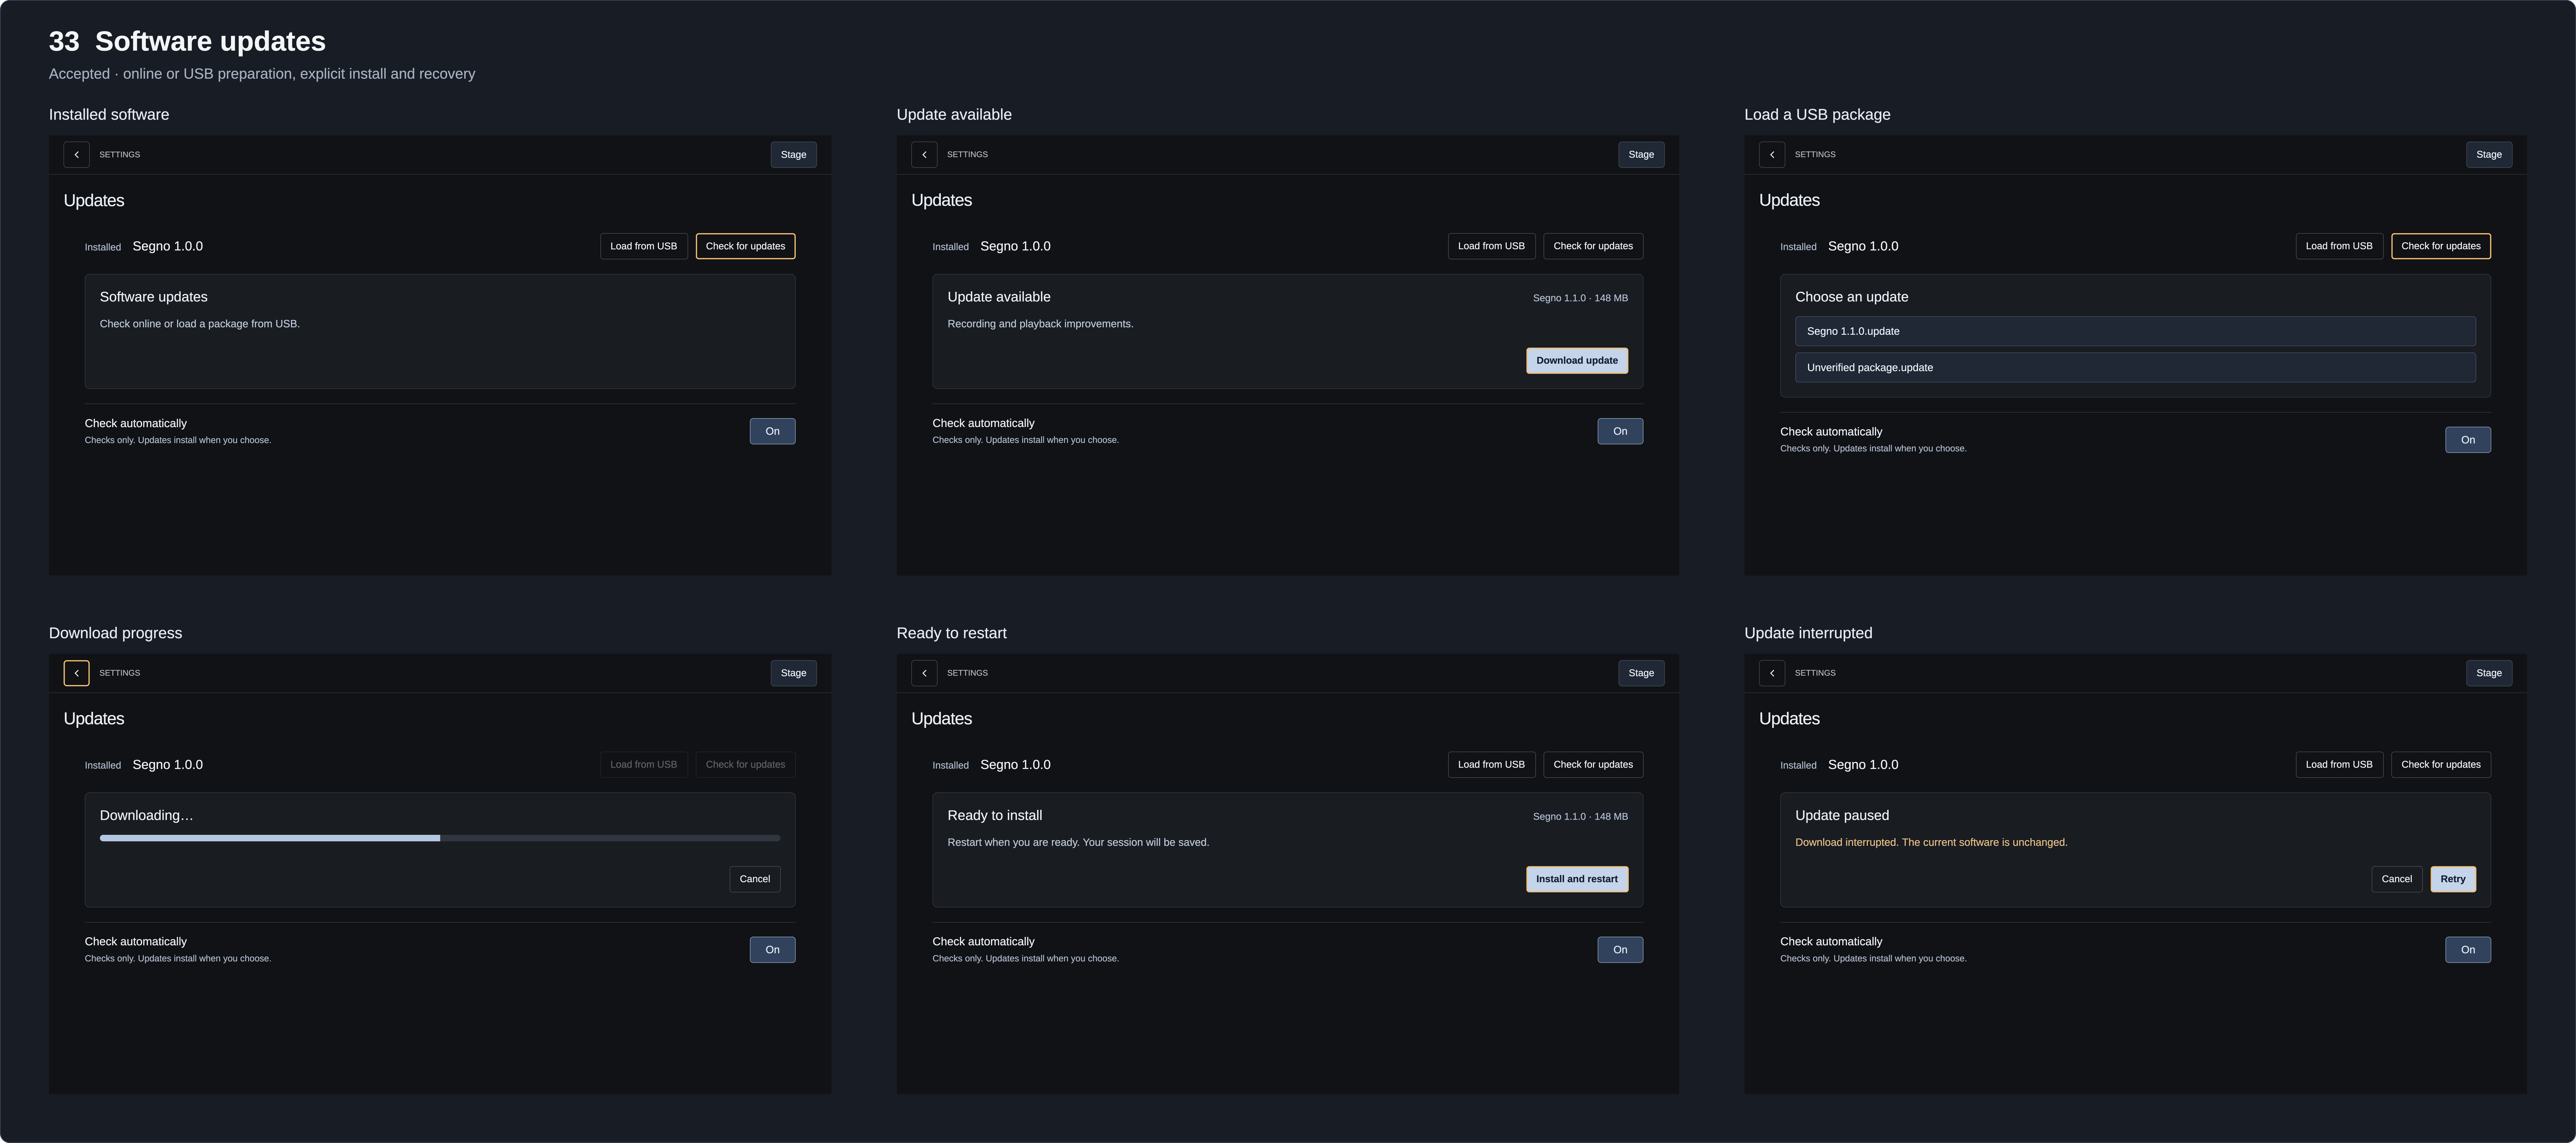 33 Software updates
Accepted · online or USB preparation, explicit install and recovery
Installed software
SETTINGS
Stage
Updates
Installed Segno 1.0.0
Load from USB
Check for updates
Software updates
Check online or load a package from USB.
Check automatically
Checks only. Updates install when you choose.
On
Update available
SETTINGS
Stage
Updates
Installed Segno 1.0.0
Load from USB
Check for updates
Update available
Segno 1.1.0 · 148 MB
Recording and playback improvements.
Download update
Check automatically
Checks only. Updates install when you choose.
On
Load a USB package
SETTINGS
Stage
Updates
Installed Segno 1.0.0
Load from USB
Check for updates
Choose an update
Segno 1.1.0.update
Unverified package.update
Check automatically
Checks only. Updates install when you choose.
On
Download progress
SETTINGS
Stage
Updates
Installed Segno 1.0.0
Load from USB
Check for updates
Downloading…
Cancel
Check automatically
Checks only. Updates install when you choose.
On
Ready to restart
SETTINGS
Stage
Updates
Installed Segno 1.0.0
Load from USB
Check for updates
Ready to install
Segno 1.1.0 · 148 MB
Restart when you are ready. Your session will be saved.
Install and restart
Check automatically
Checks only. Updates install when you choose.
On
Update interrupted
SETTINGS
Stage
Updates
Installed Segno 1.0.0
Load from USB
Check for updates
Update paused
Download interrupted. The current software is unchanged.
Cancel
Retry
Check automatically
Checks only. Updates install when you choose.
On